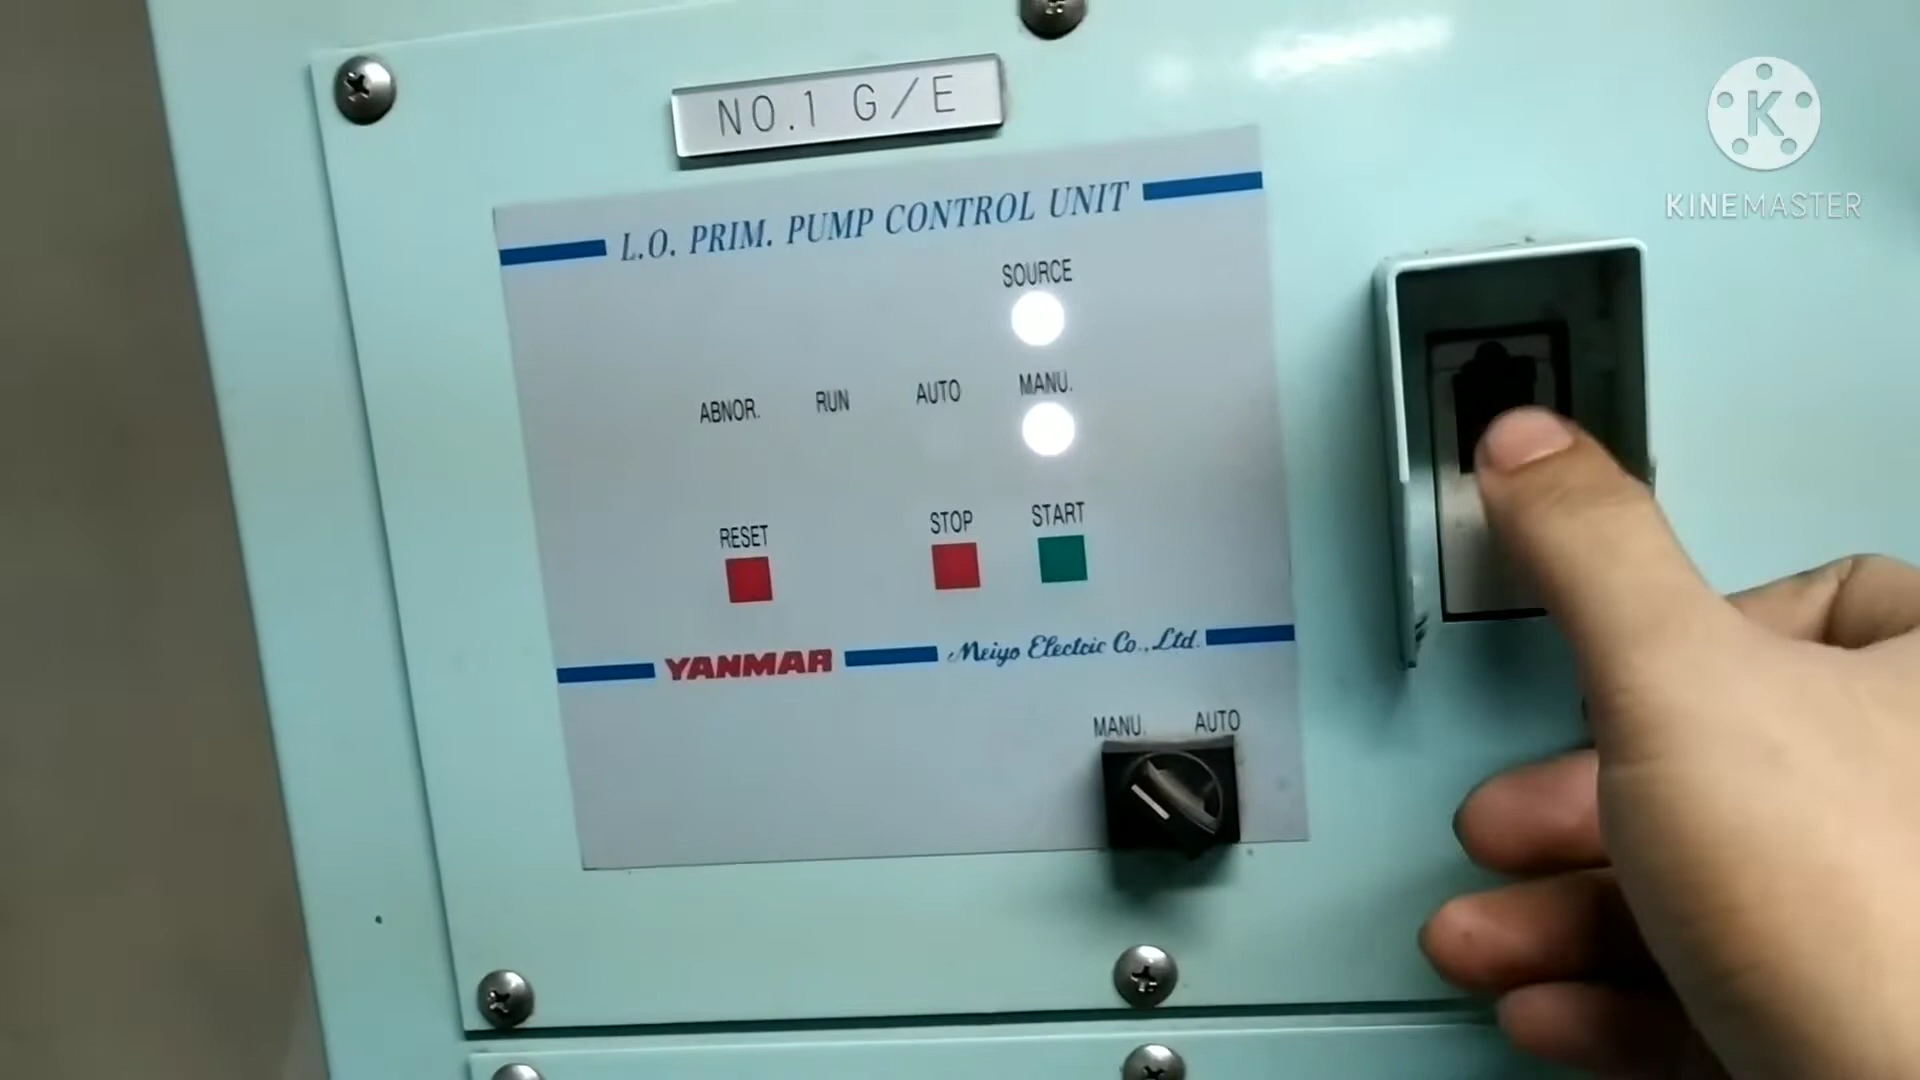 NO.1 G/E
K
KINEMASTER
L.O. PRIM. PUMP CONTROL UNIT
SOURCE
ABNOR. RUN AUTO MANU.
RESET STOP START
YANMAR Meiyo Electric Co.,Ltd.
MANU. AUTO